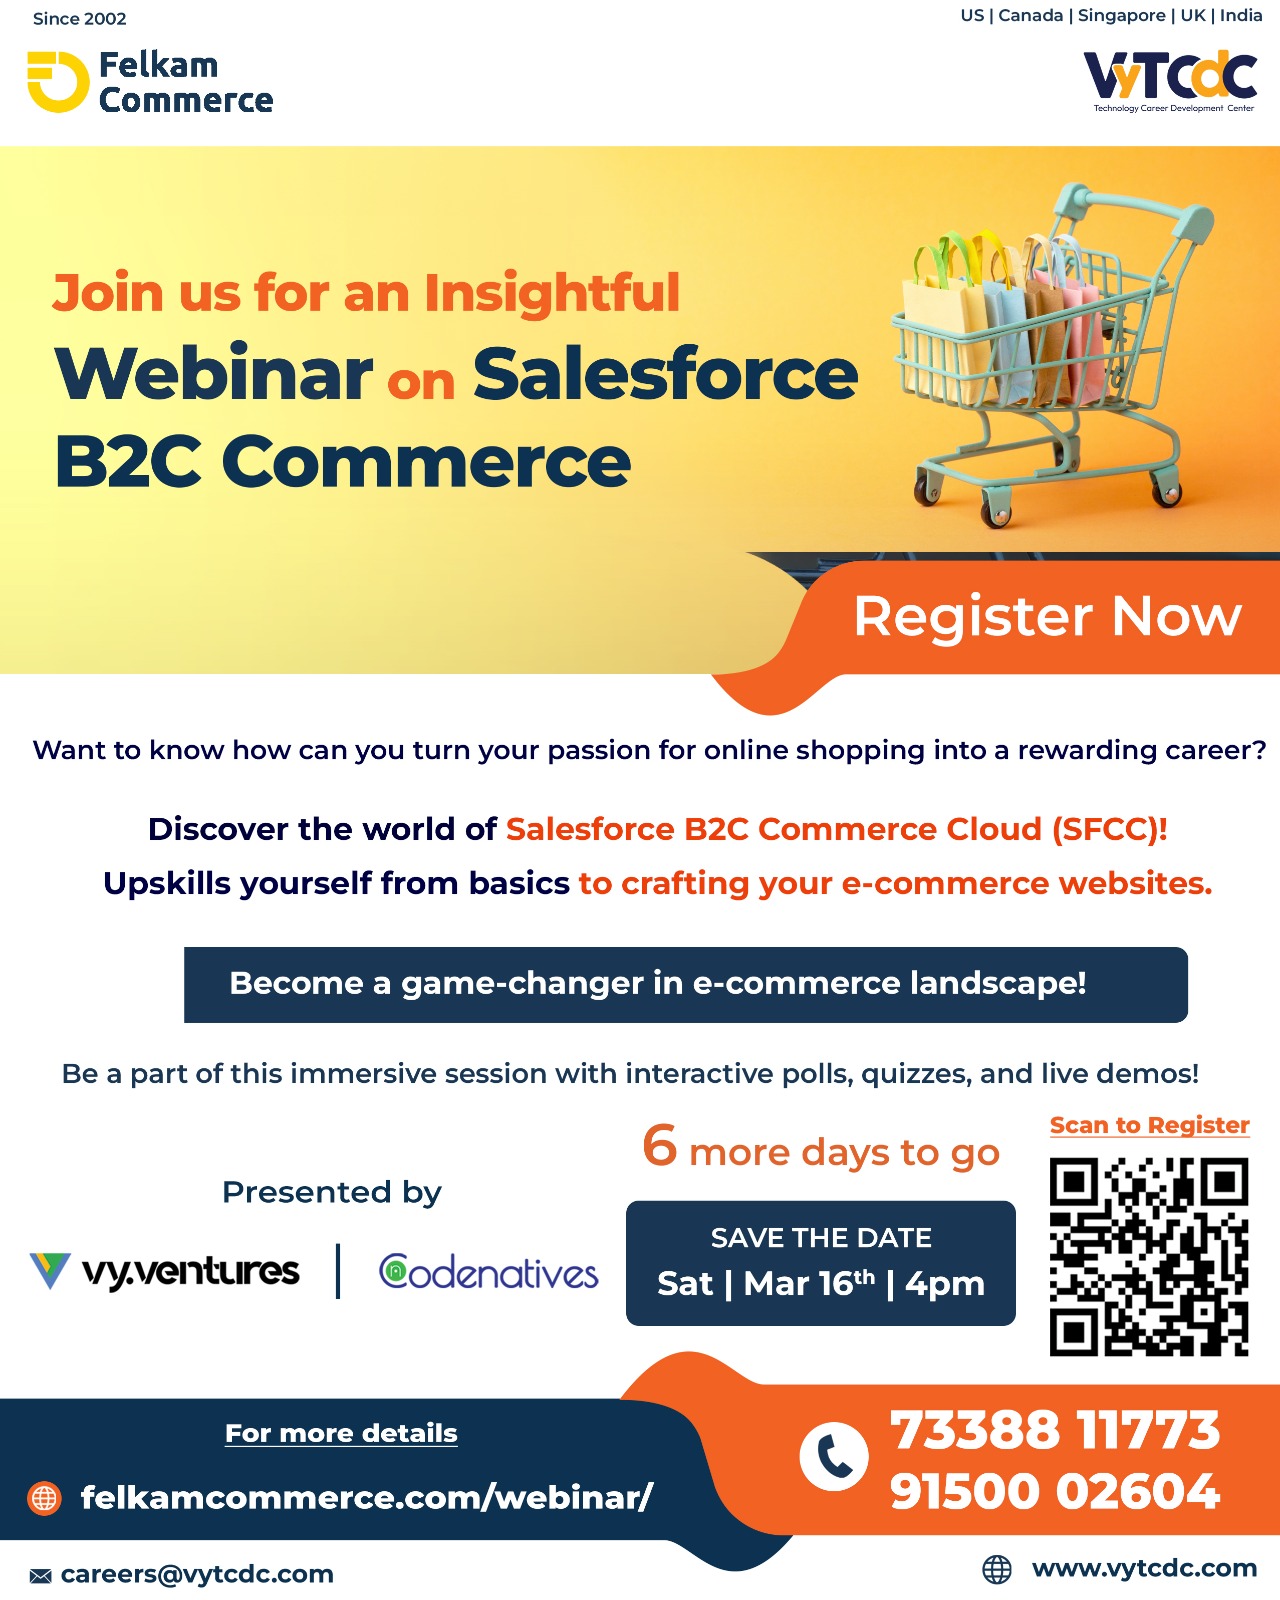 Since 2002
US | Canada | Singapore | UK | India
Felkam
Commerce
VyTCdC
Technology Career Development Center
Join us for an Insightful
Webinar on Salesforce
B2C Commerce
Register Now
Want to know how can you turn your passion for online shopping into a rewarding career?
Discover the world of Salesforce B2C Commerce Cloud (SFCC)!
Upskills yourself from basics to crafting your e-commerce websites.
Become a game-changer in e-commerce landscape!
Be a part of this immersive session with interactive polls, quizzes, and live demos!
Scan to Register
6 more days to go
Presented by
vy.ventures
Codenatives
SAVE THE DATE
Sat | Mar 16th | 4pm
For more details
felkamcommerce.com/webinar/
73388 11773
91500 02604
careers@vytcdc.com
www.vytcdc.com